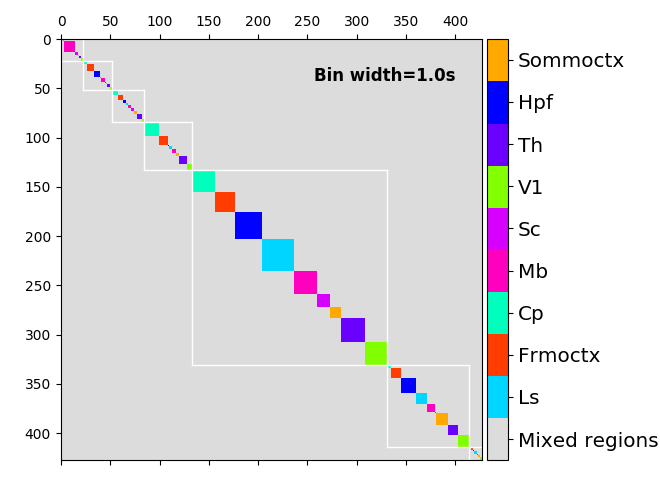 0 50 100 150 200 250 300 350 400
0
50
100
150
200
250
300
350
400
Bin width=1.0s
Sommoctx
Hpf
Th
V1
Sc
Mb
Cp
Frmoctx
Ls
Mixed regions